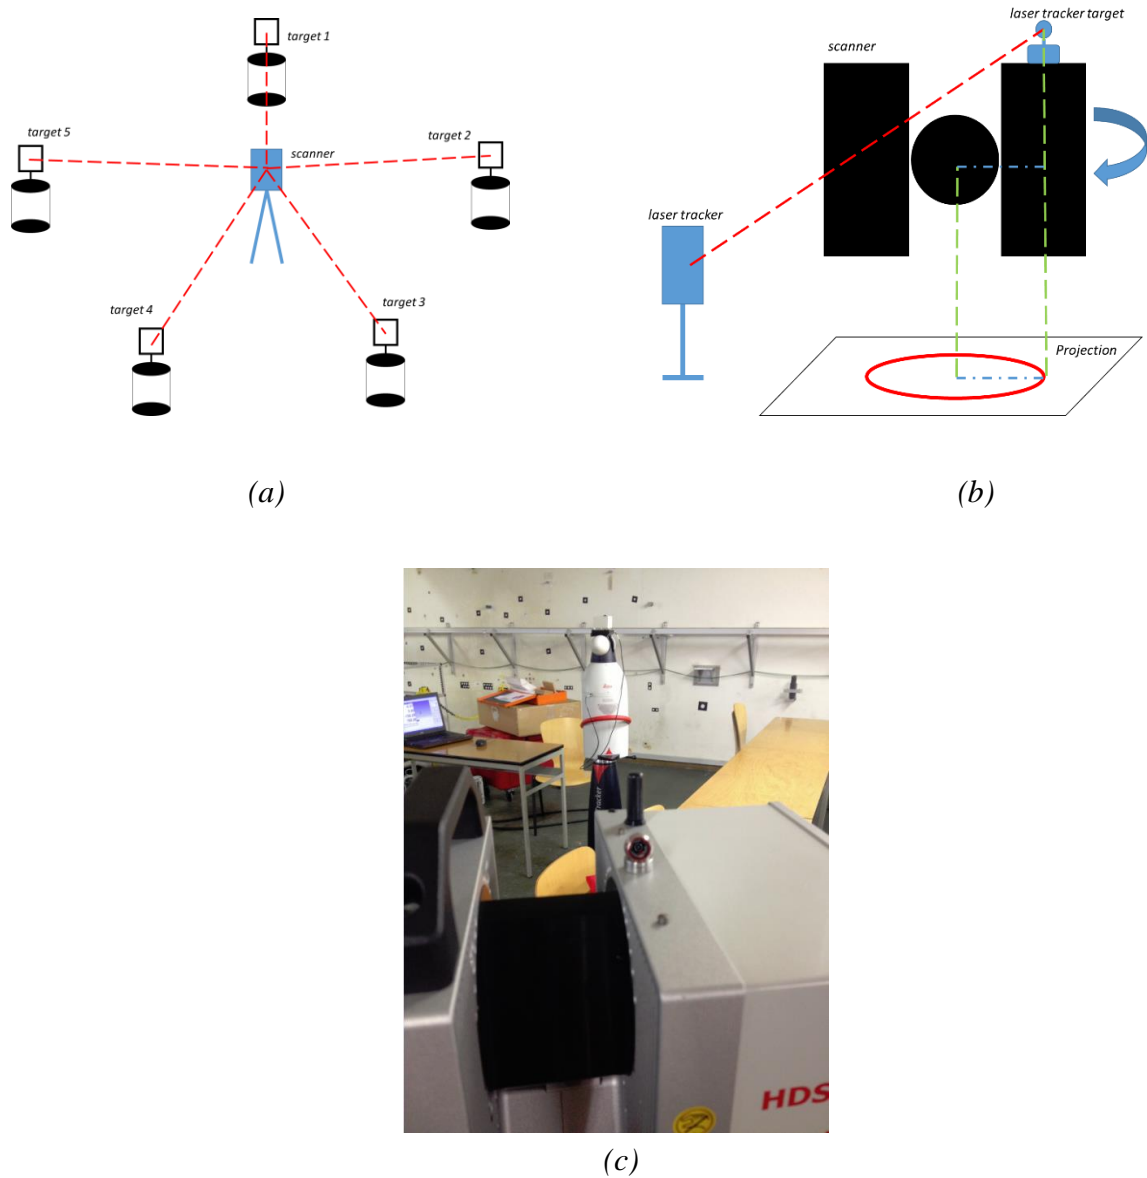 target 1
target 5
target 2
scanner
target 4
target 3
(a)
laser tracker target
scanner
laser tracker
Projection
(b)
tracker
HDS
(c)